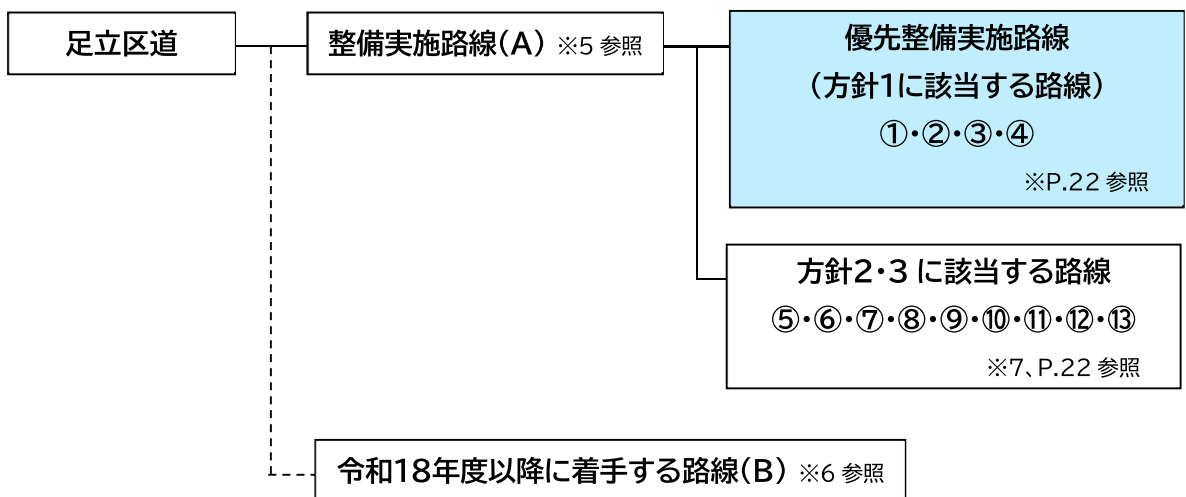 足立区道
整備実施路線(A) ※5 参照
優先整備実施路線
(方針1に該当する路線)
①・②・③・④
※P.22 参照
方針2・3 に該当する路線
⑤・⑥・⑦・⑧・⑨・⑩・⑪・⑫・⑬
※7、P.22 参照
令和18年度以降に着手する路線(B) ※6 参照